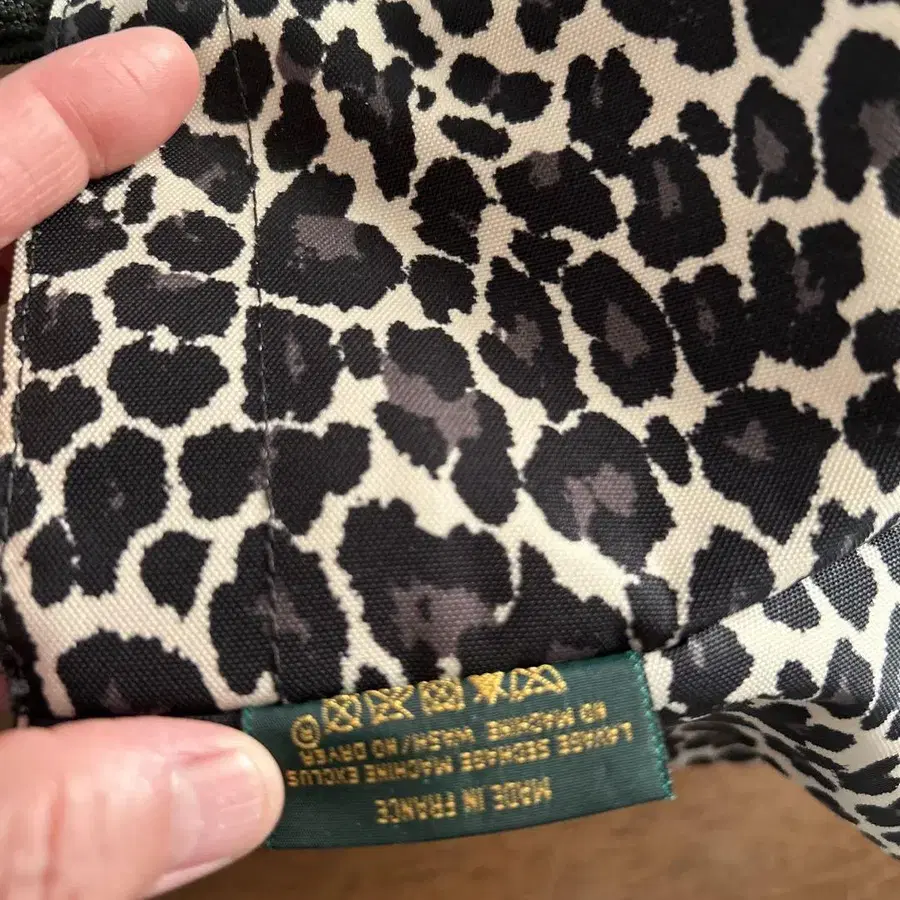 MADE IN FRANCE
LAVAGE SECHAGE MACHINE EXCLUS
NO MACHINE WASH//NO DRYER